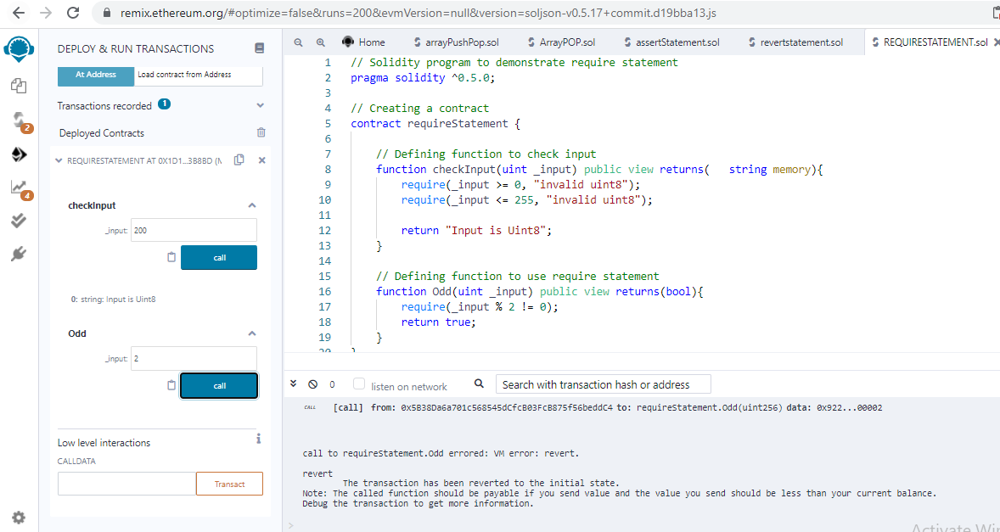 remix.ethereum.org/#optimize=false&runs=200&evmVersion=null&version=soljson-v0.5.17+commit.d19bba13.js
DEPLOY & RUN TRANSACTIONS
At Address
Load contract from Address
Transactions recorded 1
Deployed Contracts
REQUIRESTATEMENT AT 0X1D1...3B8BD (M
checkInput
_input: 200
call
0: string: Input is Uint8
Odd
_input: 2
call
Low level interactions
CALLDATA
Transact
2
4
Home
arrayPushPop.sol
ArrayPOP.sol
assertStatement.sol
revertstatement.sol
REQUIRESTATEMENT.sol
1 // Solidity program to demonstrate require statement
2 pragma solidity ^0.5.0;
3
4 // Creating a contract
5 contract requireStatement {
6
7 // Defining function to check input
8 function checkInput(uint _input) public view returns(   string memory){
9 require(_input >= 0, "invalid uint8");
10 require(_input <= 255, "invalid uint8");
11
12 return "Input is Uint8";
13 }
14
15 // Defining function to use require statement
16 function Odd(uint _input) public view returns(bool){
17 require(_input % 2 != 0);
18 return true;
19 }
20 }
0
listen on network
Search with transaction hash or address
CALL [call] from: 0x5B38Da6a701c568545dCfcB03FcB875f56beddC4 to: requireStatement.Odd(uint256) data: 0x922...00002
call to requireStatement.Odd errored: VM error: revert.
revert
The transaction has been reverted to the initial state.
Note: The called function should be payable if you send value and the value you send should be less than your current balance.
Debug the transaction to get more information.
>
Activate Win